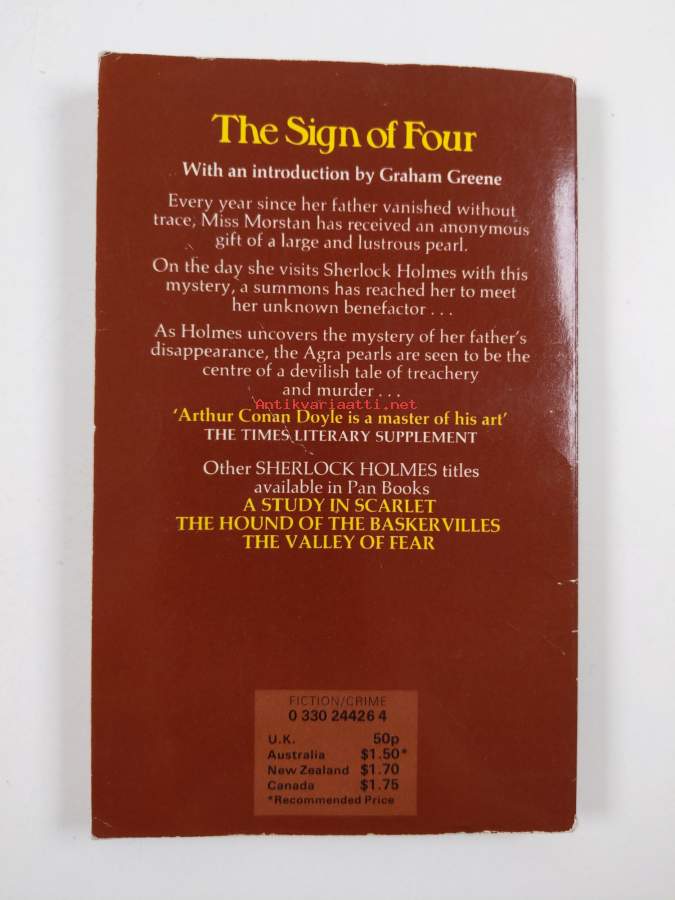 The Sign of Four
With an introduction by Graham Greene
Every year since her father vanished without
trace, Miss Morstan has received an anonymous
gift of a large and lustrous pearl.
On the day she visits Sherlock Holmes with this
mystery, a summons has reached her to meet
her unknown benefactor . . .
As Holmes uncovers the mystery of her father's
disappearance, the Agra pearls are seen to be the
centre of a devilish tale of treachery
and murder . . .
Antikvariaatti.net
'Arthur Conan Doyle is a master of his art'
THE TIMES LITERARY SUPPLEMENT
Other SHERLOCK HOLMES titles
available in Pan Books
A STUDY IN SCARLET
THE HOUND OF THE BASKERVILLES
THE VALLEY OF FEAR
FICTION/CRIME
0 330 24426 4
U.K. 50p
Australia $1.50*
New Zealand $1.70
Canada $1.75
*Recommended Price